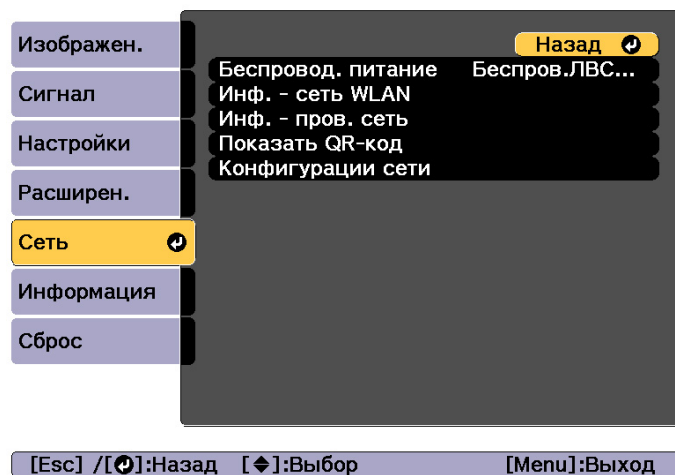 Изображен.
Сигнал
Настройки
Расширен.
Сеть
Информация
Сброс
Назад
Беспровод. питание Беспров.ЛВС...
Инф. - сеть WLAN
Инф. - пров. сеть
Показать QR-код
Конфигурации сети
[Esc] /[⏎]:Назад [◆]:Выбор [Menu]:Выход